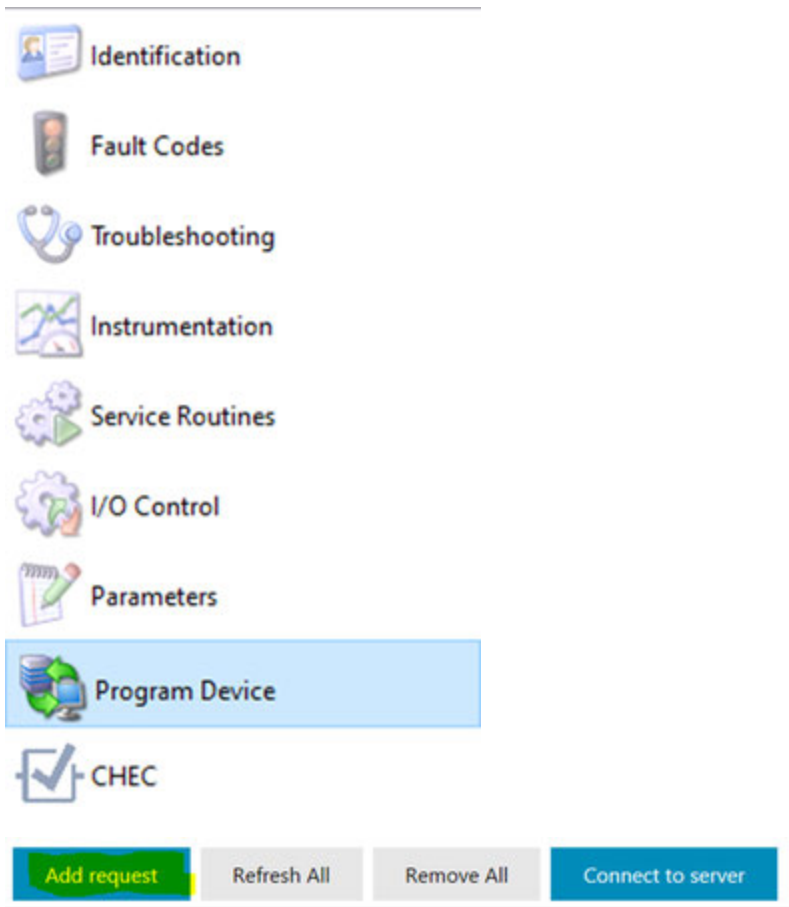 Identification
Fault Codes
Troubleshooting
Instrumentation
Service Routines
I/O Control
Parameters
Program Device
CHEC
Add request Refresh All Remove All Connect to server